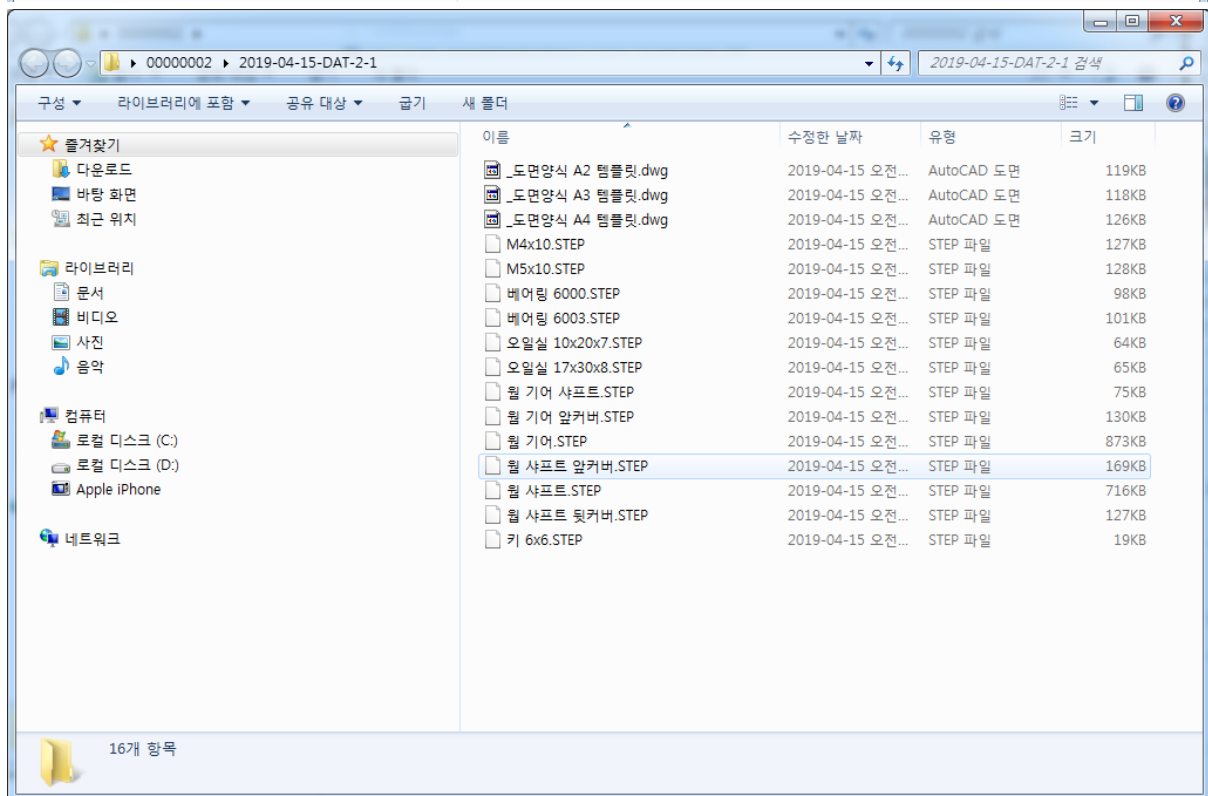 00000002 ▸ 2019-04-15-DAT-2-1
2019-04-15-DAT-2-1 검색
구성 라이브러리에 포함 공유 대상 굽기 새 폴더
즐겨찾기
다운로드
바탕 화면
최근 위치
라이브러리
문서
비디오
사진
음악
컴퓨터
로컬 디스크 (C:)
로컬 디스크 (D:)
Apple iPhone
네트워크
이름 수정한 날짜 유형 크기
_도면양식 A2 템플릿.dwg 2019-04-15 오전... AutoCAD 도면 119KB
_도면양식 A3 템플릿.dwg 2019-04-15 오전... AutoCAD 도면 118KB
_도면양식 A4 템플릿.dwg 2019-04-15 오전... AutoCAD 도면 126KB
M4x10.STEP 2019-04-15 오전... STEP 파일 127KB
M5x10.STEP 2019-04-15 오전... STEP 파일 128KB
베어링 6000.STEP 2019-04-15 오전... STEP 파일 98KB
베어링 6003.STEP 2019-04-15 오전... STEP 파일 101KB
오일실 10x20x7.STEP 2019-04-15 오전... STEP 파일 64KB
오일실 17x30x8.STEP 2019-04-15 오전... STEP 파일 65KB
웜 기어 샤프트.STEP 2019-04-15 오전... STEP 파일 75KB
웜 기어 앞커버.STEP 2019-04-15 오전... STEP 파일 130KB
웜 기어.STEP 2019-04-15 오전... STEP 파일 873KB
웜 샤프트 앞커버.STEP 2019-04-15 오전... STEP 파일 169KB
웜 샤프트.STEP 2019-04-15 오전... STEP 파일 716KB
웜 샤프트 뒷커버.STEP 2019-04-15 오전... STEP 파일 127KB
키 6x6.STEP 2019-04-15 오전... STEP 파일 19KB
16개 항목